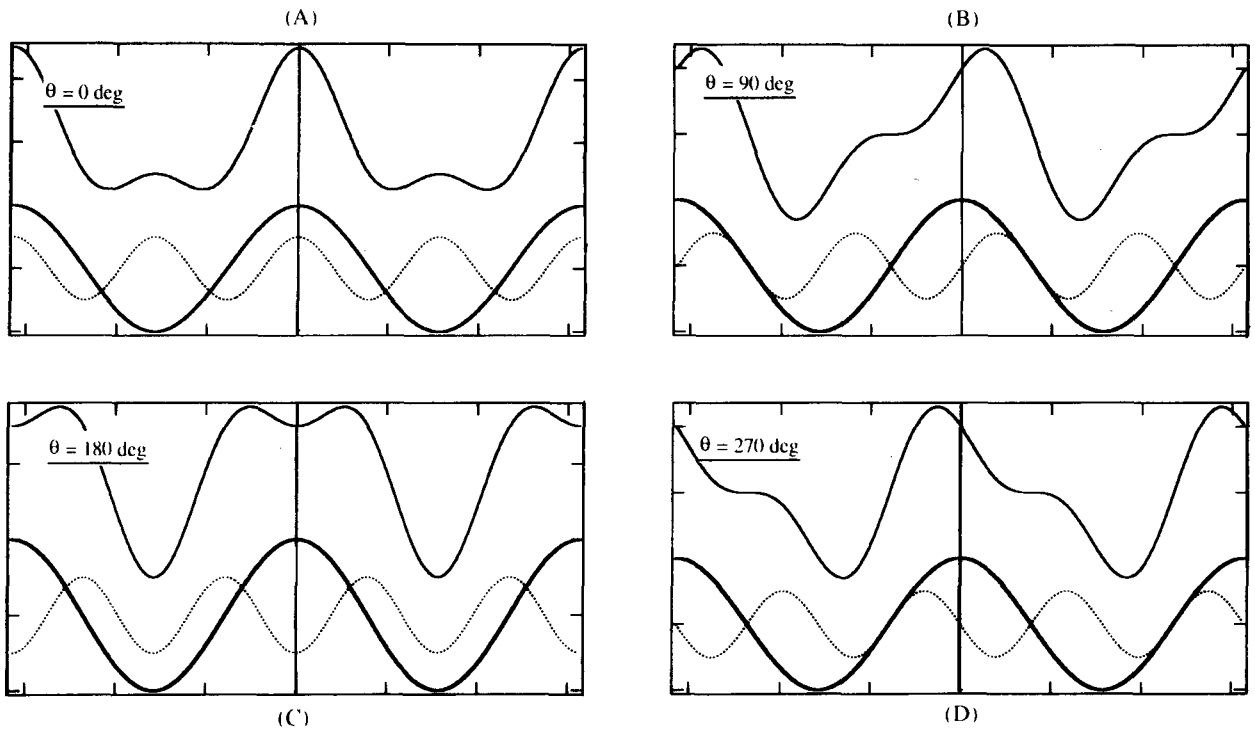 (A)
(B)
θ = 0 deg
θ = 90 deg
θ = 180 deg
θ = 270 deg
(C)
(D)